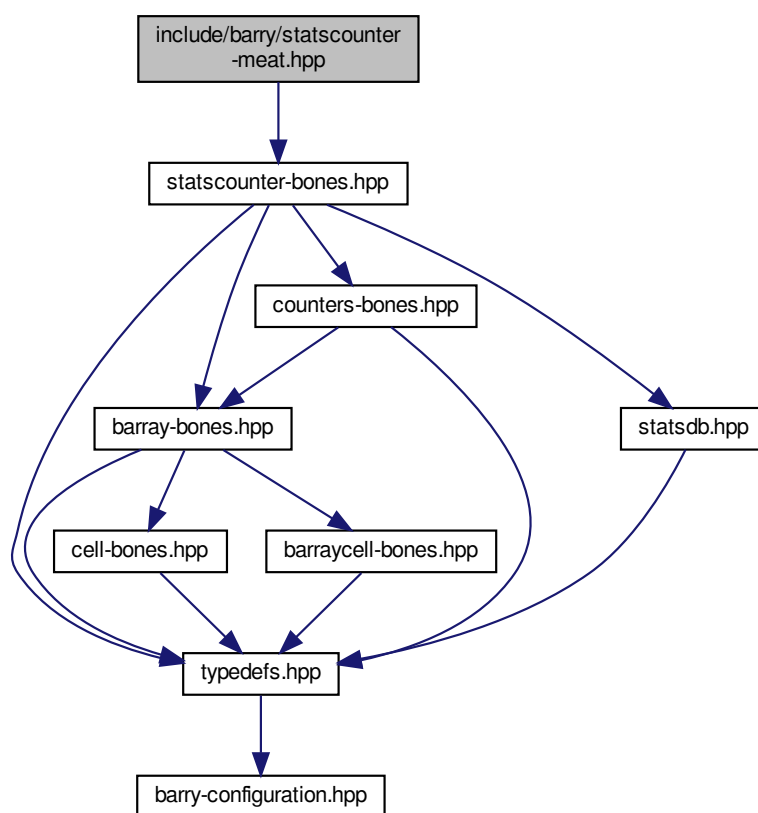 include/barry/statscounter
-meat.hpp
statscounter-bones.hpp
counters-bones.hpp
barray-bones.hpp
statsdb.hpp
cell-bones.hpp
barraycell-bones.hpp
typedefs.hpp
barry-configuration.hpp